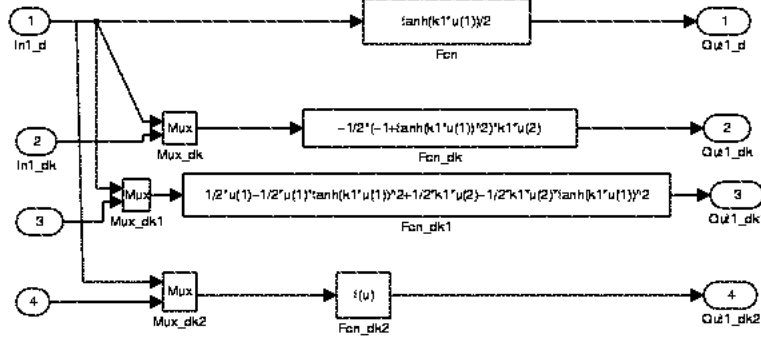 1
In1_d
tanh(k1*u(1))/2
Fcn
1
Out1_d
2
In1_dk
Mux
Mux_dk
-1/2*(-1+tanh(k1*u(1))^2)*k1*u(2)
Fcn_dk
2
Out1_dk
3
Mux
Mux_dk1
1/2*u(1)-1/2*u(1)*tanh(k1*u(1))^2+1/2*k1*u(2)-1/2*k1*u(2)*tanh(k1*u(1))^2
Fcn_dk1
3
Out1_dk
4
Mux
Mux_dk2
f(u)
Fcn_dk2
4
Out1_dk2